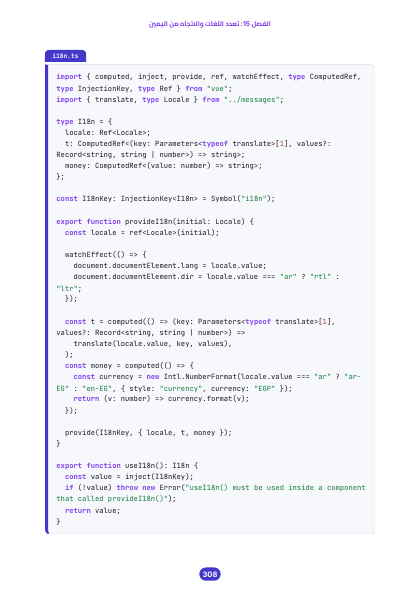 الفصل 15: تعدد اللغات والاتجاه من اليمين
i18n.ts
import { computed, inject, provide, ref, watchEffect, type ComputedRef,
type InjectionKey, type Ref } from "vue";
import { translate, type Locale } from "../messages";
type I18n = {
  locale: Ref<Locale>;
  t: ComputedRef<(key: Parameters<typeof translate>[1], values?:
Record<string, string | number>) => string>;
  money: ComputedRef<(value: number) => string>;
};
const I18nKey: InjectionKey<I18n> = Symbol("i18n");
export function provideI18n(initial: Locale) {
  const locale = ref<Locale>(initial);
  watchEffect(() => {
    document.documentElement.lang = locale.value;
    document.documentElement.dir = locale.value === "ar" ? "rtl" :
"ltr";
  });
  const t = computed(() => (key: Parameters<typeof translate>[1],
values?: Record<string, string | number>) =>
    translate(locale.value, key, values),
  );
  const money = computed(() => {
    const currency = new Intl.NumberFormat(locale.value === "ar" ? "ar-
EG" : "en-EG", { style: "currency", currency: "EGP" });
    return (v: number) => currency.format(v);
  });
  provide(I18nKey, { locale, t, money });
}
export function useI18n(): I18n {
  const value = inject(I18nKey);
  if (!value) throw new Error("useI18n() must be used inside a component
that called provideI18n()");
  return value;
}
308